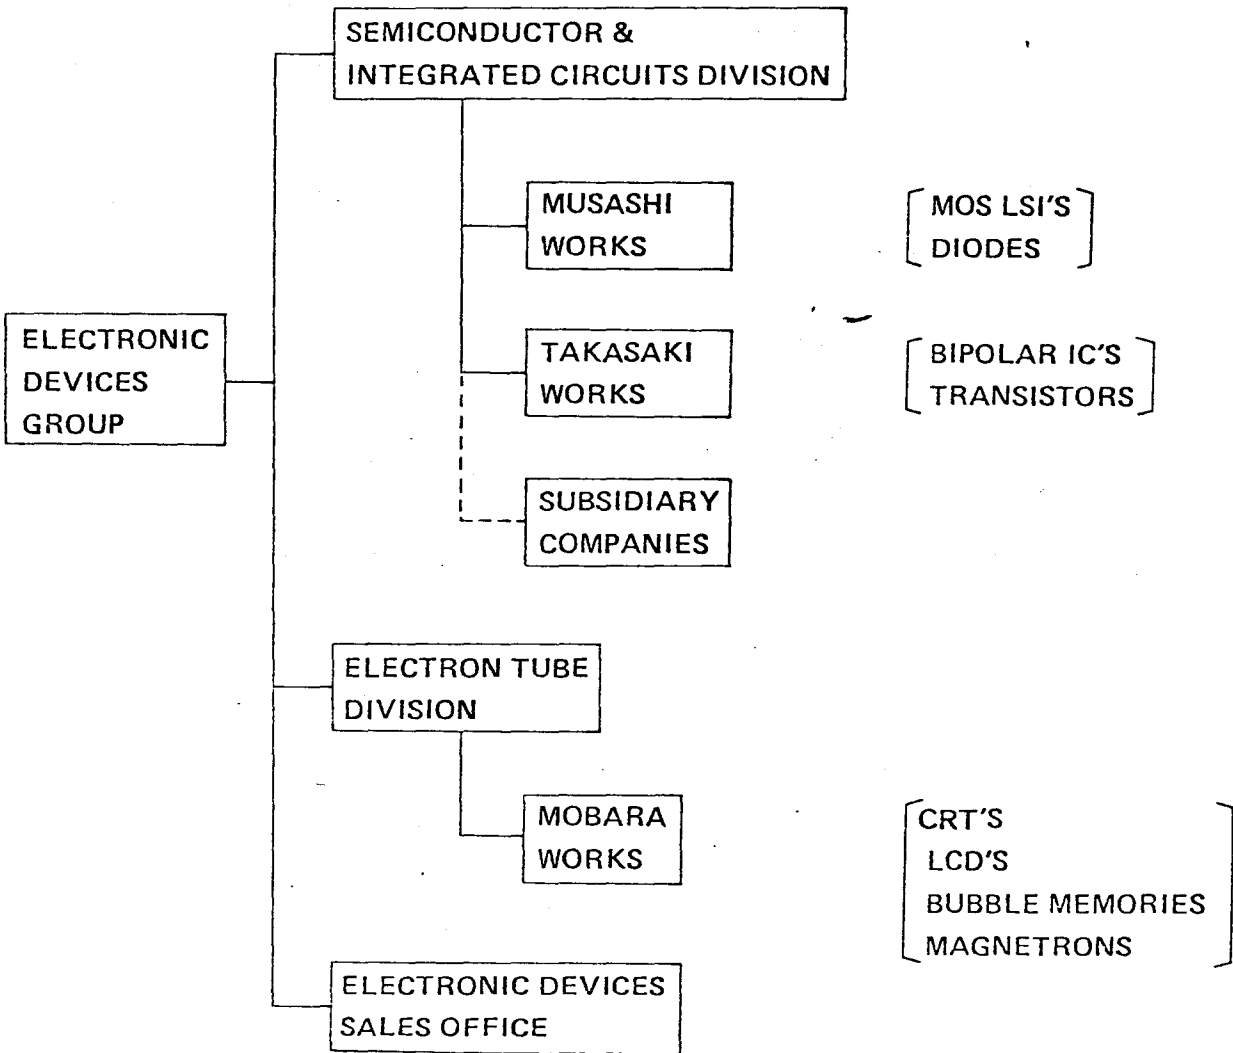 SEMICONDUCTOR &
INTEGRATED CIRCUITS DIVISION
MUSASHI
WORKS
MOS LSI'S
DIODES
ELECTRONIC
DEVICES
GROUP
TAKASAKI
WORKS
BIPOLAR IC'S
TRANSISTORS
SUBSIDIARY
COMPANIES
ELECTRON TUBE
DIVISION
MOBARA
WORKS
CRT'S
LCD'S
BUBBLE MEMORIES
MAGNETRONS
ELECTRONIC DEVICES
SALES OFFICE